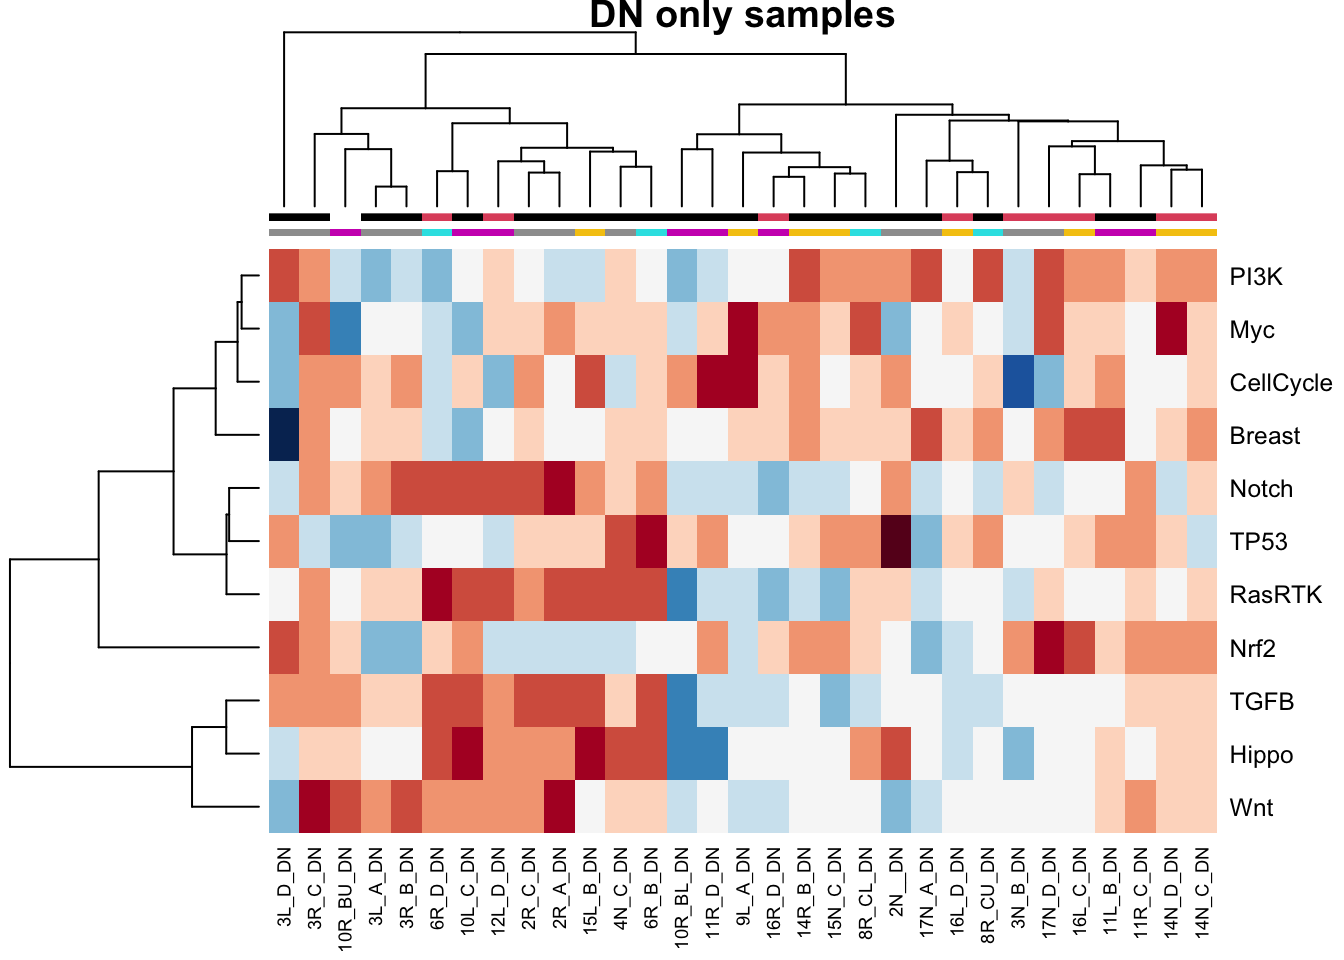 DN only samples
PI3K
Myc
CellCycle
Breast
Notch
TP53
RasRTK
Nrf2
TGFB
Hippo
Wnt
3L_D_DN
3R_C_DN
10R_BU_DN
3L_A_DN
3R_B_DN
6R_D_DN
10L_C_DN
12L_D_DN
2R_C_DN
2R_A_DN
15L_B_DN
4N_C_DN
6R_B_DN
10R_BL_DN
11R_D_DN
9L_A_DN
16R_D_DN
14R_B_DN
15N_C_DN
8R_CL_DN
2N__DN
17N_A_DN
16L_D_DN
8R_CU_DN
3N_B_DN
17N_D_DN
16L_C_DN
11L_B_DN
11R_C_DN
14N_D_DN
14N_C_DN